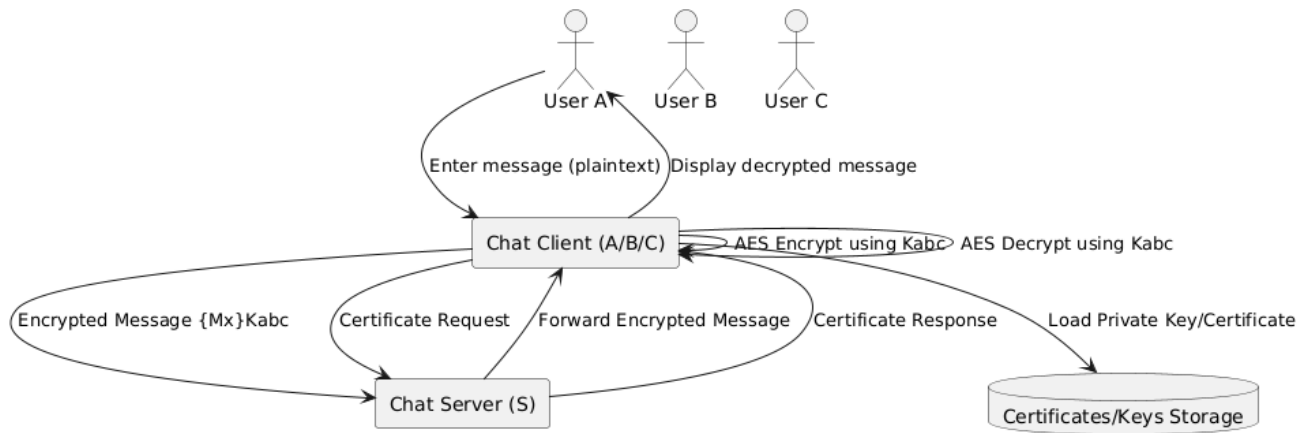 User A
User B
User C
Enter message (plaintext)
Display decrypted message
Chat Client (A/B/C)
AES Encrypt using Kabc
AES Decrypt using Kabc
Encrypted Message {Mx}Kabc
Certificate Request
Forward Encrypted Message
Certificate Response
Load Private Key/Certificate
Chat Server (S)
Certificates/Keys Storage